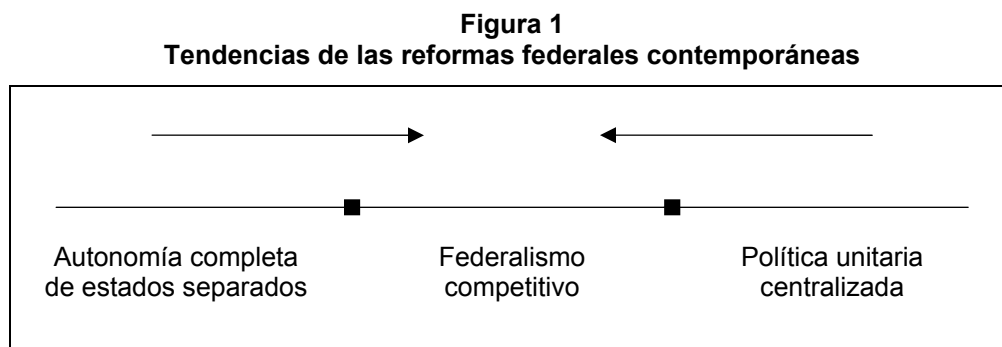 Figura 1
Tendencias de las reformas federales contemporáneas
Autonomía completa
de estados separados
Federalismo
competitivo
Política unitaria
centralizada